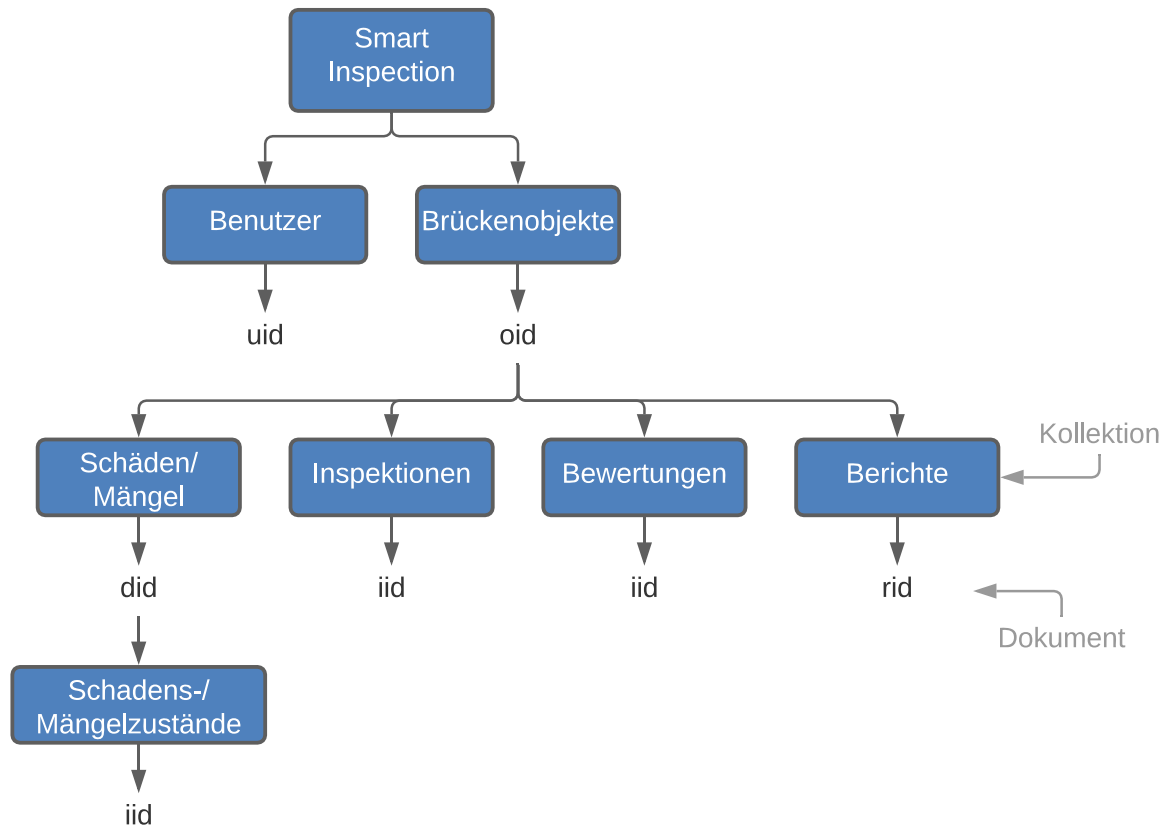 Smart
Inspection
Benutzer
Brückenobjekte
uid
oid
Kollektion
Schäden/
Mängel
Inspektionen
Bewertungen
Berichte
did
iid
iid
rid
Dokument
Schadens-/
Mängelzustände
iid